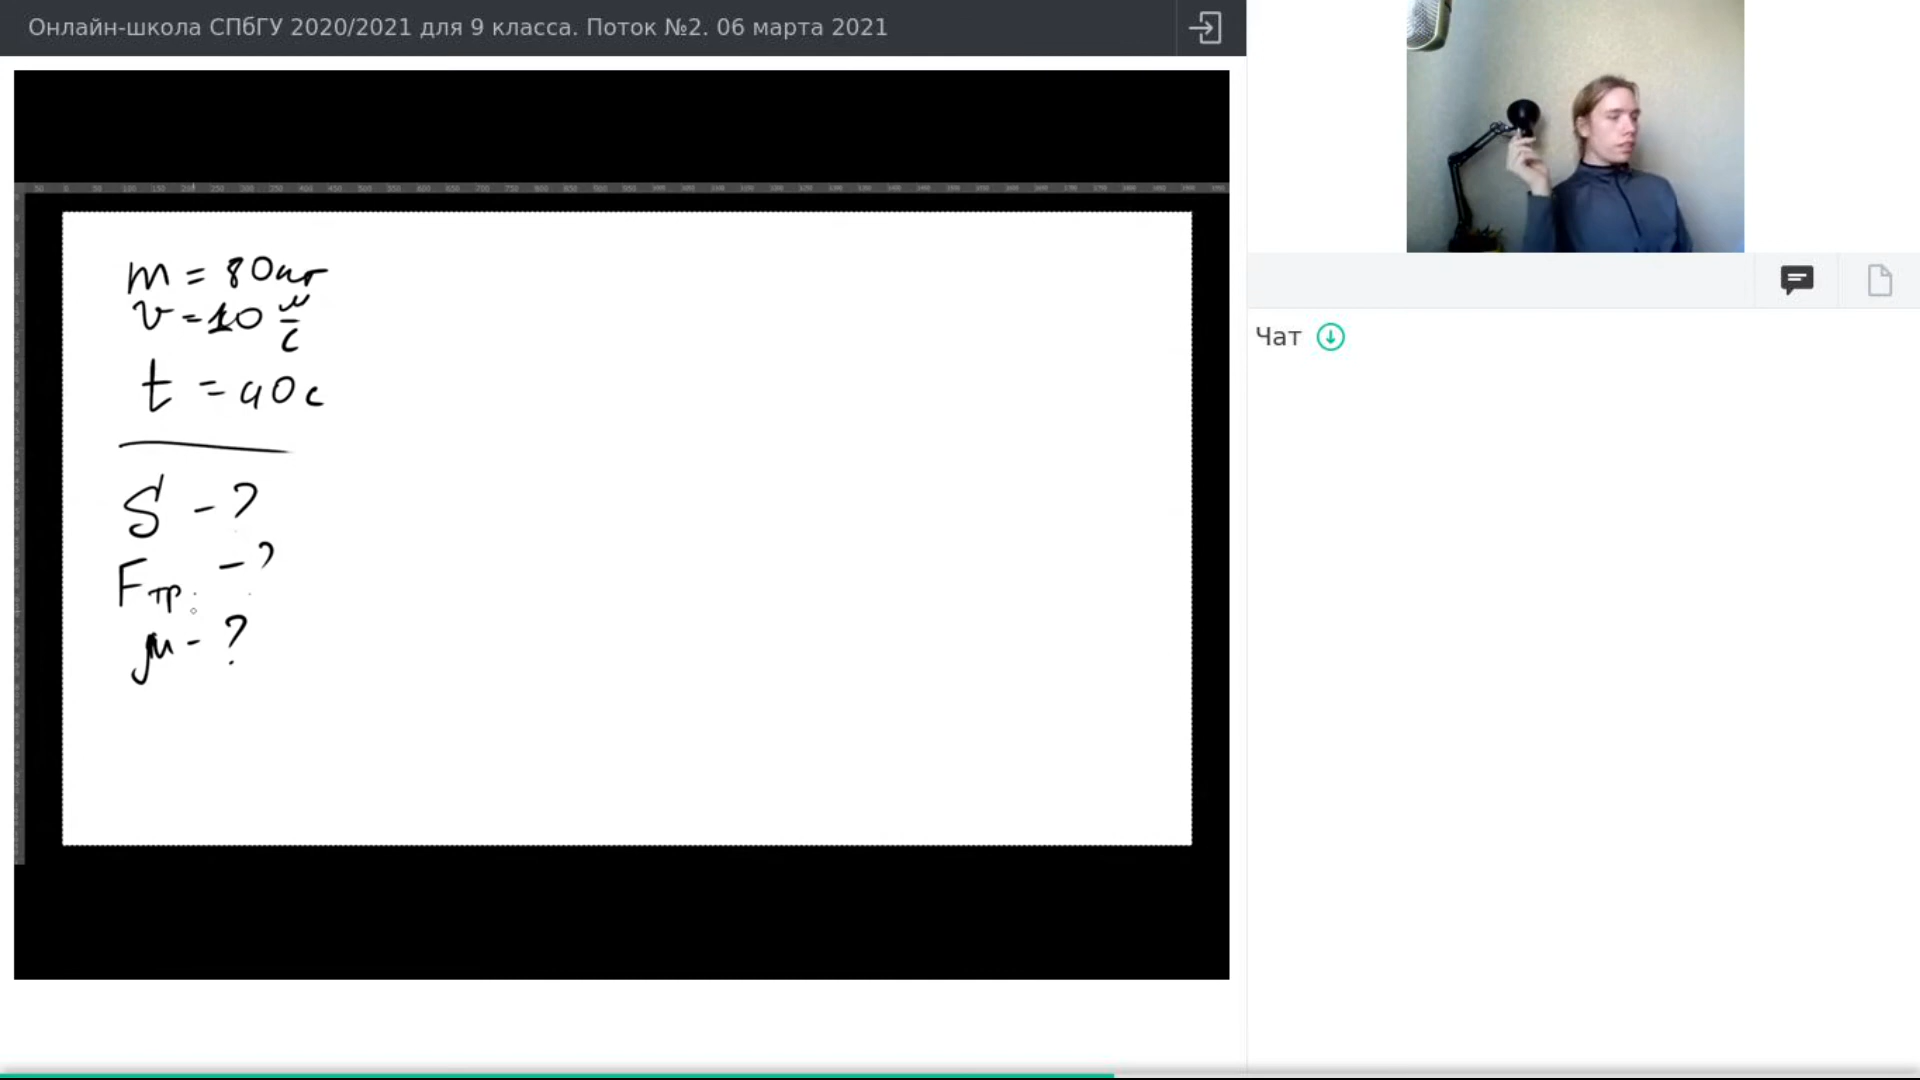 Онлайн-школа СПбГУ 2020/2021 для 9 класса. Поток №2. 06 марта 2021
m = 80кг
v = 10 м/с
t = 40с
S - ?
Fтр. - ?
μ - ?
Чат